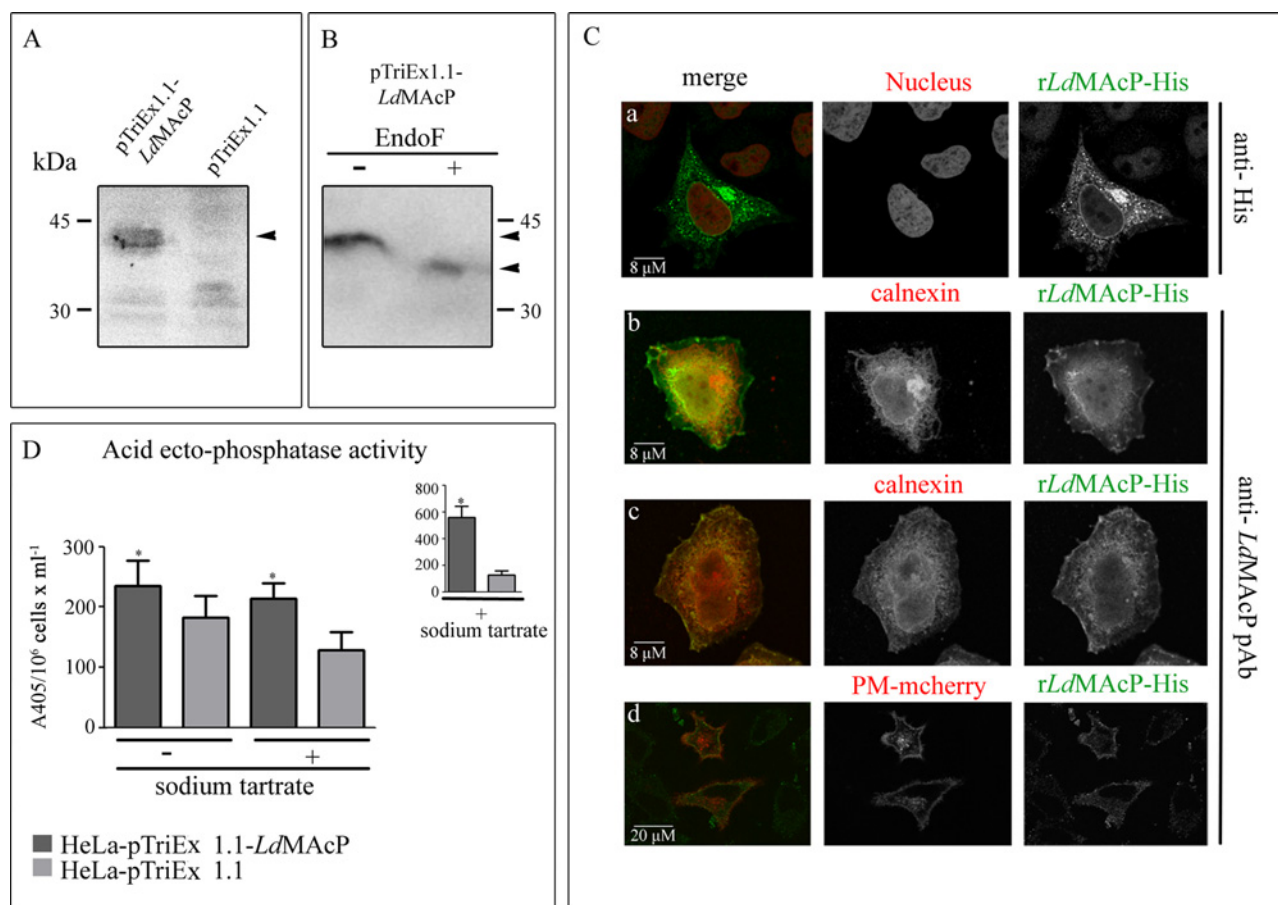 A
pTriEx1.1-
LdMAcP
pTriEx1.1
kDa
45
30
B
pTriEx1.1-
LdMAcP
EndoF
- +
45
30
C
merge Nucleus rLdMAcP-His
a
8 µM
anti- His
calnexin rLdMAcP-His
b
8 µM
calnexin rLdMAcP-His
c
8 µM
PM-mcherry rLdMAcP-His
d
20 µM
anti- LdMAcP pAb
D Acid ecto-phosphatase activity
A405/10⁶ cells x ml⁻¹
300
200
100
0
* *
- +
sodium tartrate
800
600
400
200
0
*
+
sodium tartrate
HeLa-pTriEx 1.1-LdMAcP
HeLa-pTriEx 1.1